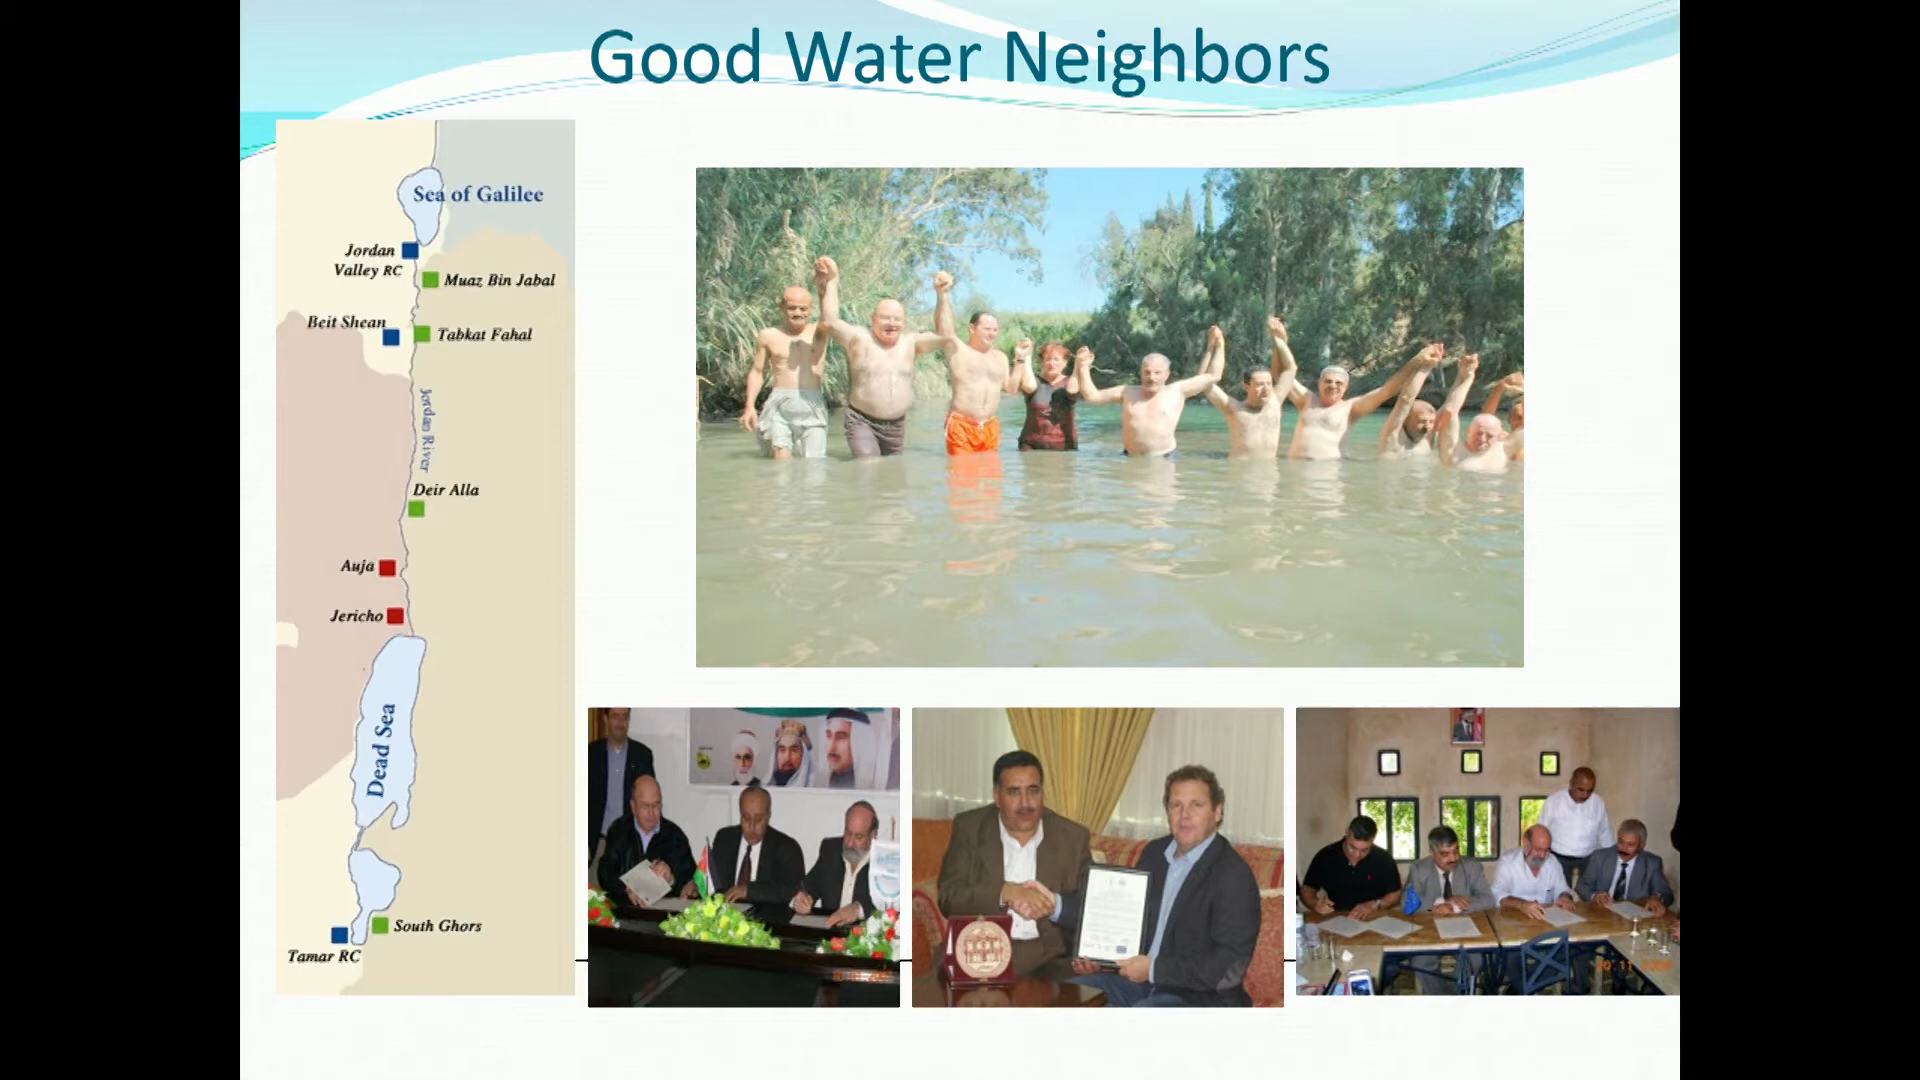 Good Water Neighbors
Sea of Galilee
Jordan
Valley RC
Muaz Bin Jabal
Beit Shean
Tabkat Fahal
Jordan River
Deir Alla
Auja
Jericho
Dead Sea
South Ghors
Tamar RC